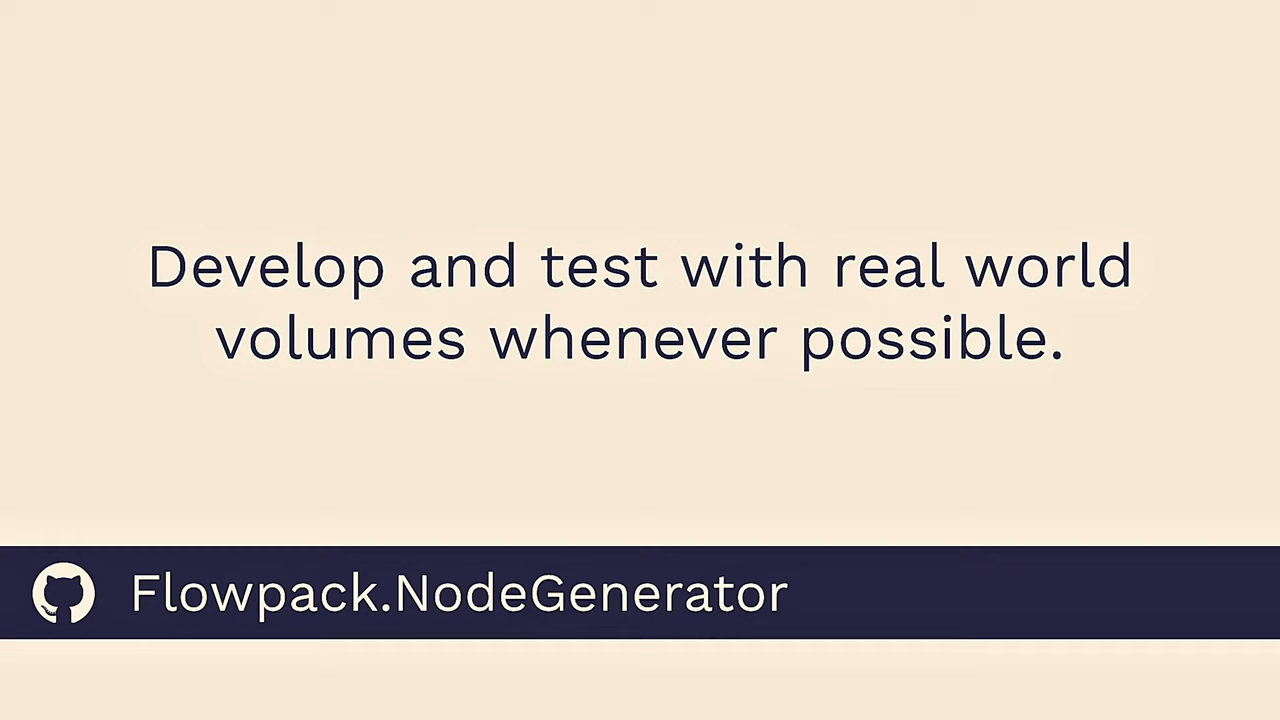 Develop and test with real world
volumes whenever possible.
Flowpack.NodeGenerator